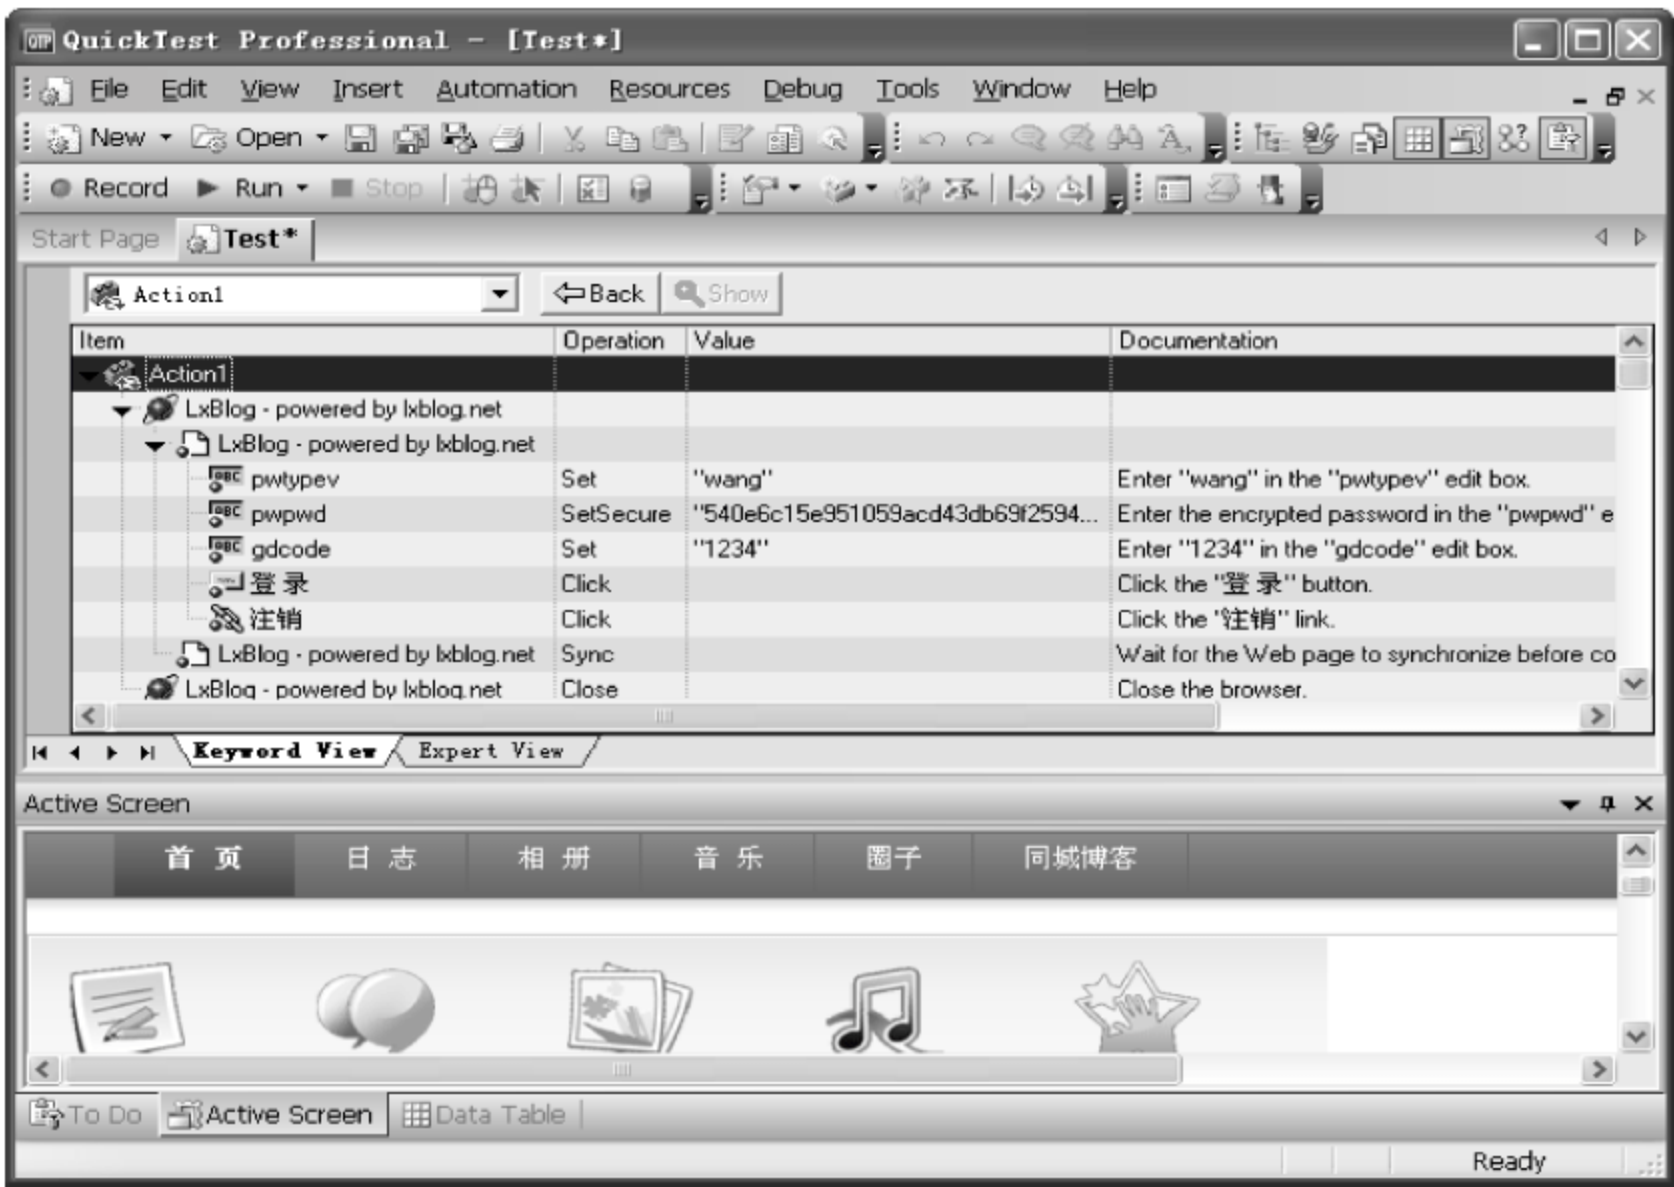 QTP QuickTest Professional - [Test*]
File Edit View Insert Automation Resources Debug Tools Window Help
New Open
Record Run Stop
Start Page Test*
Action1 Back Show
Item Operation Value Documentation
Action1
LxBlog - powered by lxblog.net
LxBlog - powered by lxblog.net
pwtypev Set "wang" Enter "wang" in the "pwtypev" edit box.
pwpwd SetSecure "540e6c15e951059acd43db69f2594... Enter the encrypted password in the "pwpwd" e
gdcode Set "1234" Enter "1234" in the "gdcode" edit box.
登 录 Click Click the "登 录" button.
注销 Click Click the "注销" link.
LxBlog - powered by lxblog.net Sync Wait for the Web page to synchronize before co
LxBlog - powered by lxblog.net Close Close the browser.
Keyword View Expert View
Active Screen
首 页 日 志 相 册 音 乐 圈子 同城博客
To Do Active Screen Data Table
Ready